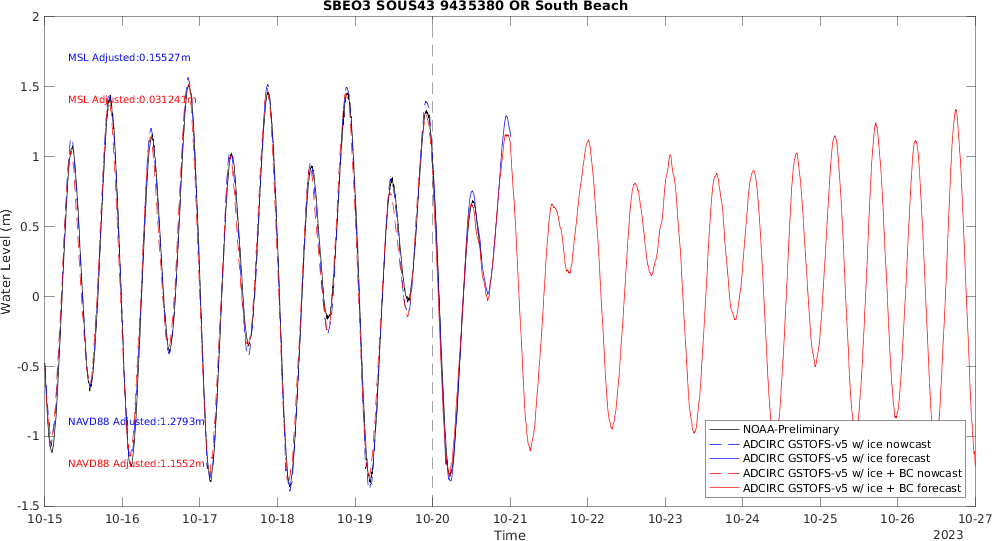 SBEO3 SOUS43 9435380 OR South Beach
2
1.5
1
0.5
0
-0.5
-1
-1.5
Water Level (m)
MSL Adjusted:0.15527m
MSL Adjusted:0.031241m
NAVD88 Adjusted:1.2793m
NAVD88 Adjusted:1.1552m
NOAA-Preliminary
ADCIRC GSTOFS-v5 w/ ice nowcast
ADCIRC GSTOFS-v5 w/ ice forecast
ADCIRC GSTOFS-v5 w/ ice + BC nowcast
ADCIRC GSTOFS-v5 w/ ice + BC forecast
10-15 10-16 10-17 10-18 10-19 10-20 10-21 10-22 10-23 10-24 10-25 10-26 10-27
Time
2023